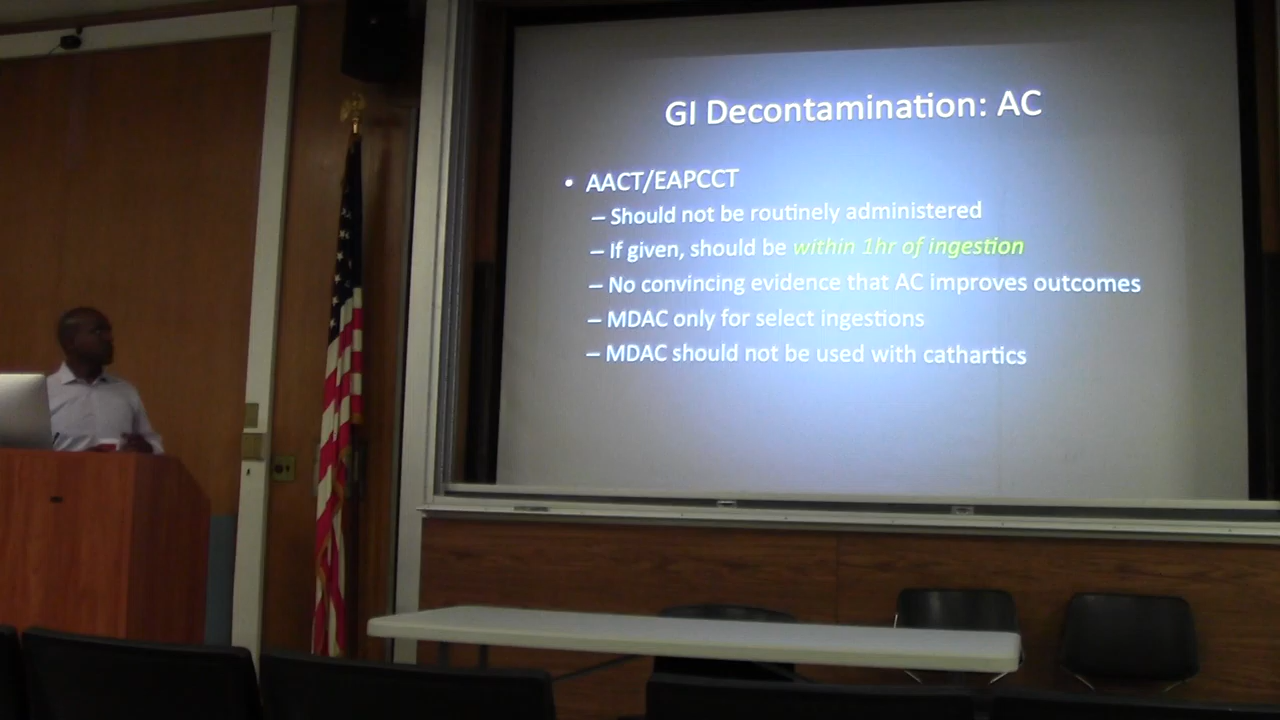 GI Decontamination: AC
• AACT/EAPCCT
– Should not be routinely administered
– If given, should be within 1hr of ingestion
– No convincing evidence that AC improves outcomes
– MDAC only for select ingestions
– MDAC should not be used with cathartics